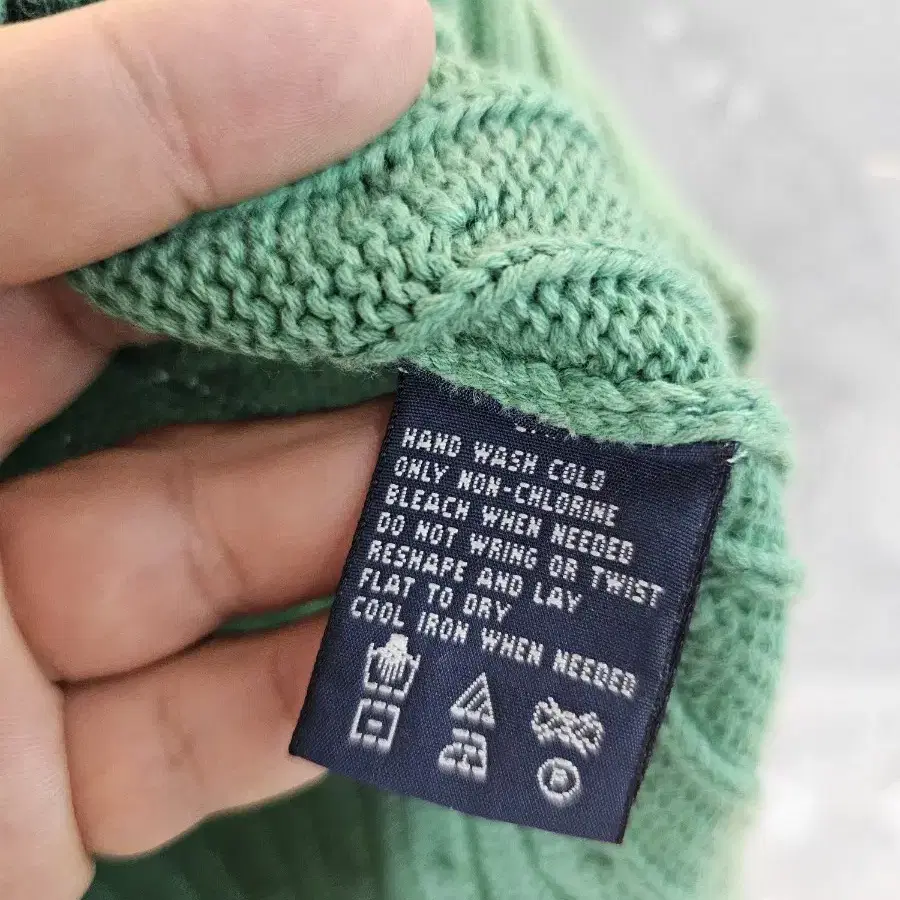 HAND WASH COLD
ONLY NON-CHLORINE
BLEACH WHEN NEEDED
DO NOT WRING OR TWIST
RESHAPE AND LAY
FLAT TO DRY
COOL IRON WHEN NEEDED
P